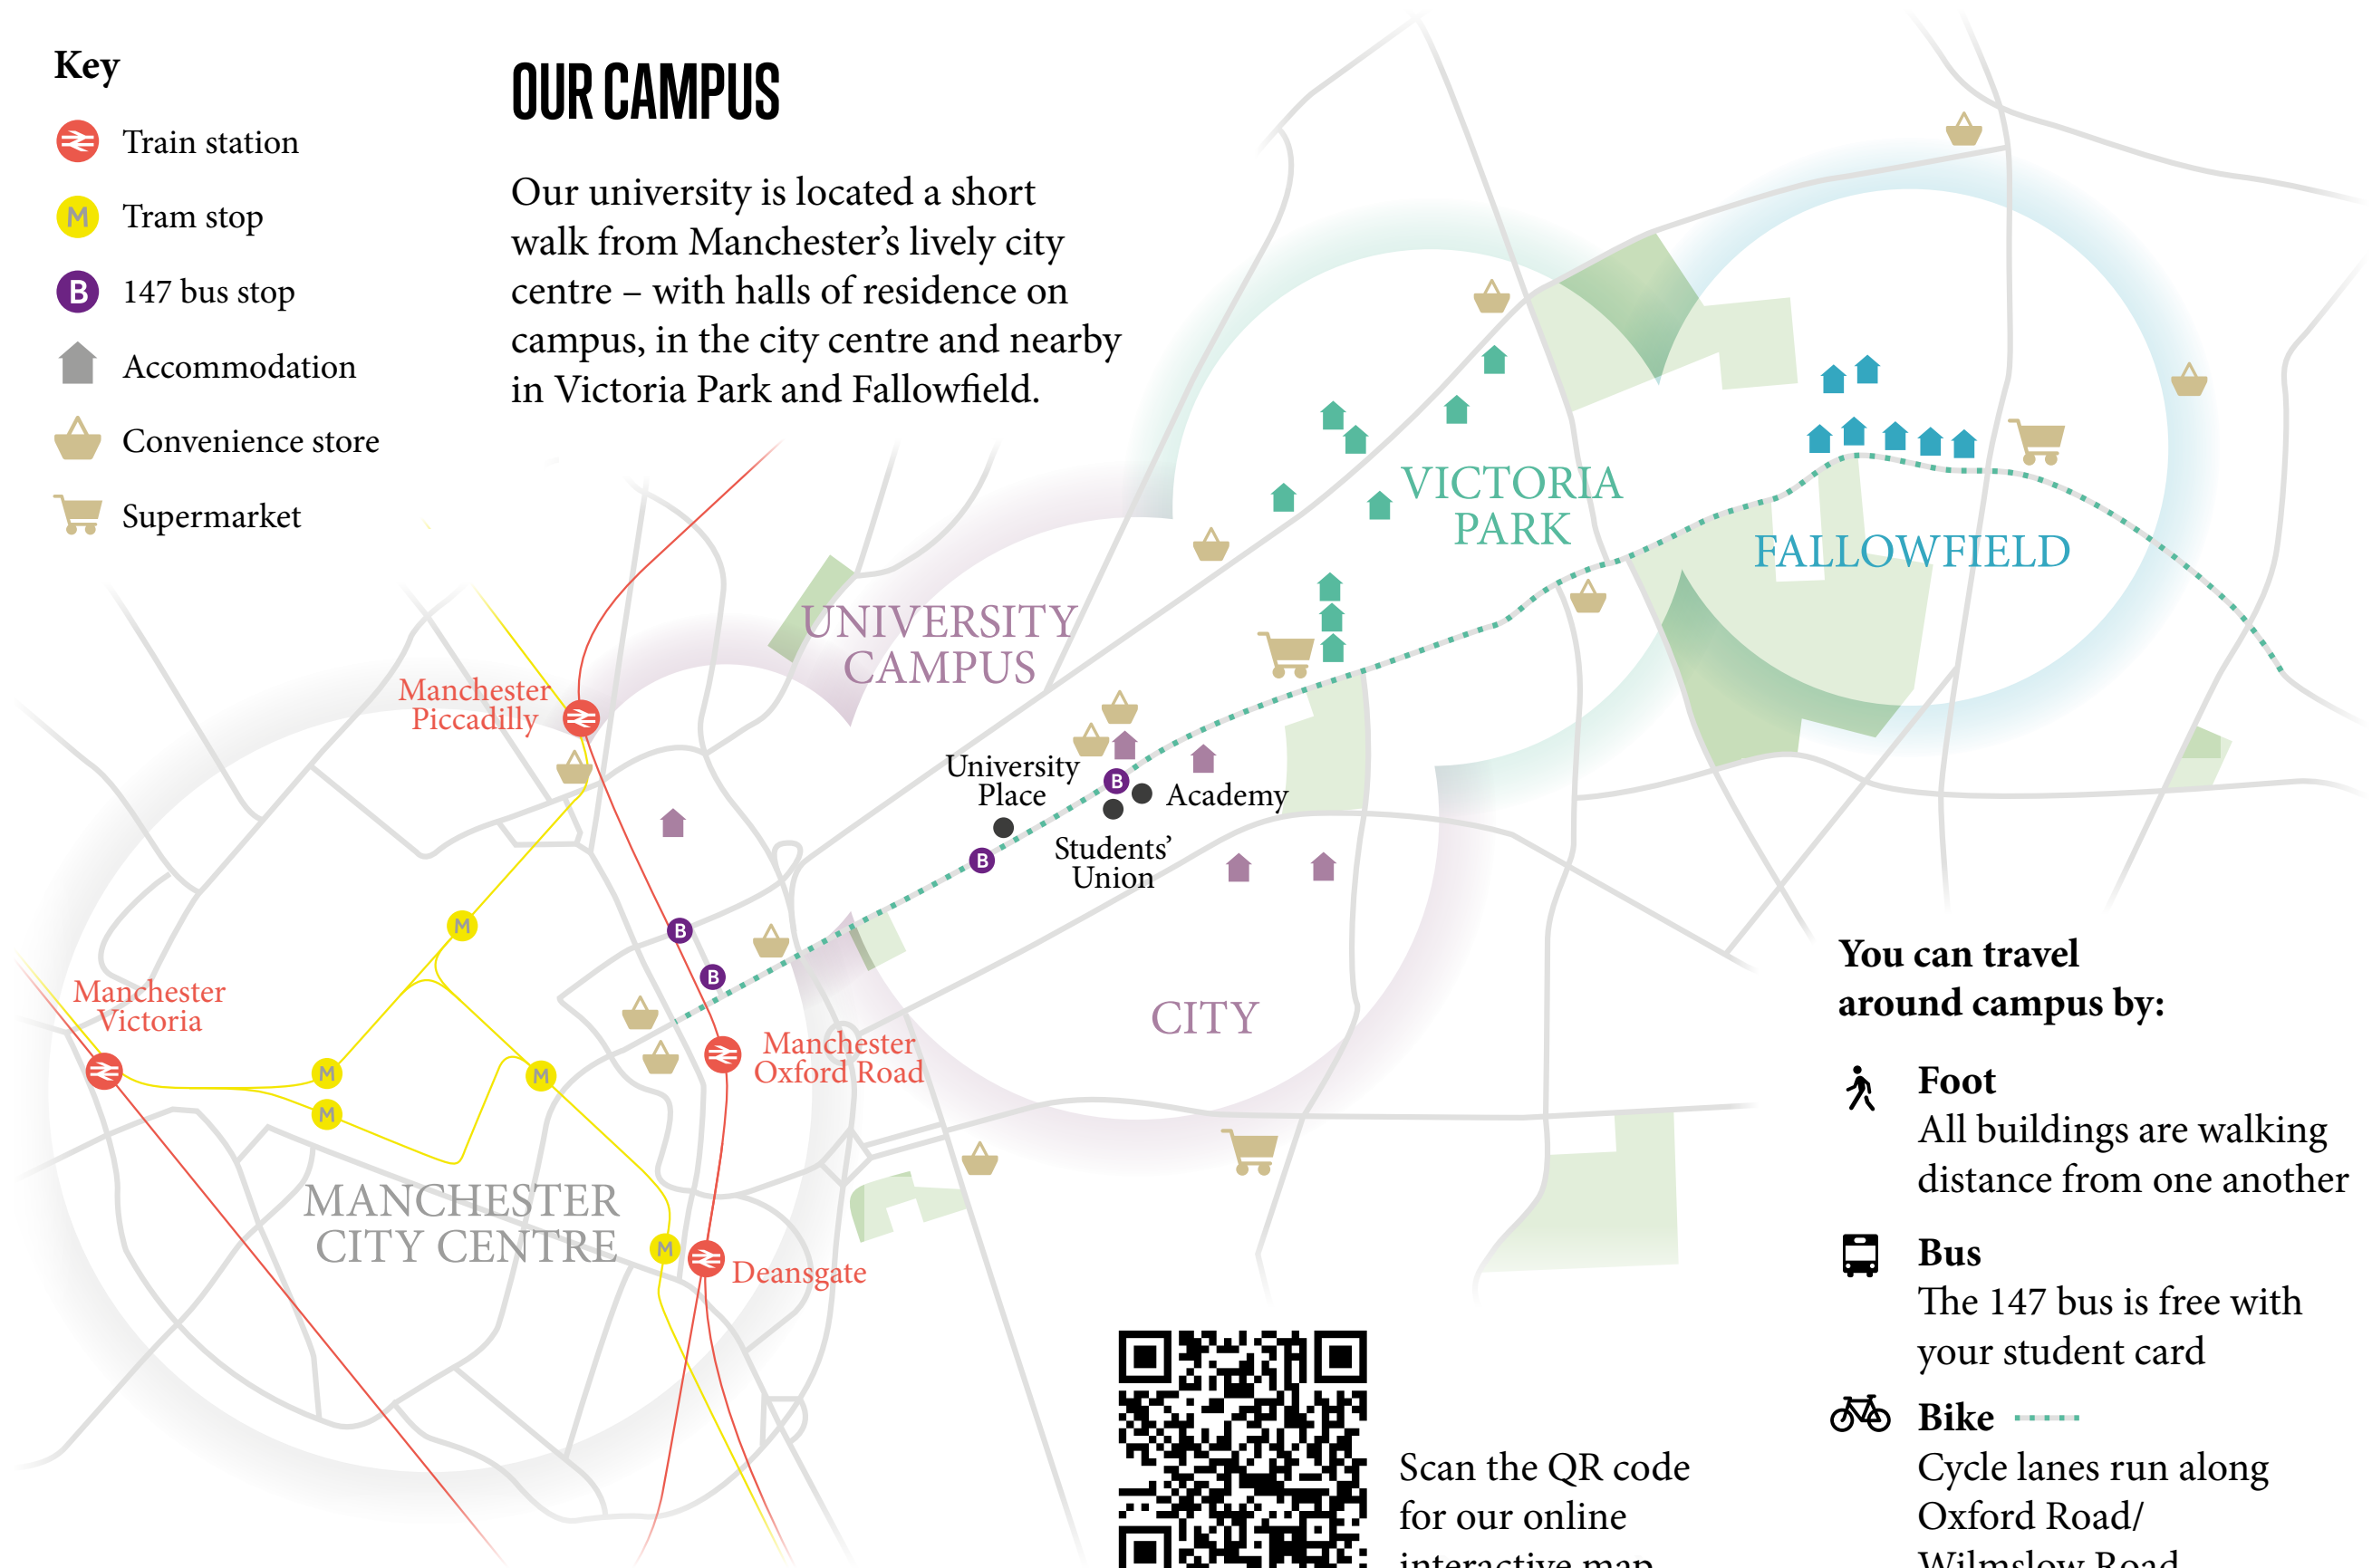 Key
Train station
M
Tram stop
B
147 bus stop
Accommodation
Convenience store
Supermarket
OUR CAMPUS
Our university is located a short
walk from Manchester’s lively city
centre – with halls of residence on
campus, in the city centre and nearby
in Victoria Park and Fallowfield.
VICTORIA
PARK
FALLOWFIELD
UNIVERSITY
CAMPUS
Manchester
Piccadilly
University
Place
B
Academy
Students’
Union
B
M
B
B
Manchester
Victoria
CITY
Manchester
Oxford Road
M
M
M
MANCHESTER
CITY CENTRE
M
Deansgate
You can travel
around campus by:
Foot
All buildings are walking
distance from one another
Bus
The 147 bus is free with
your student card
Bike
Cycle lanes run along
Oxford Road/
Wilmslow Road
Scan the QR code
for our online
interactive map